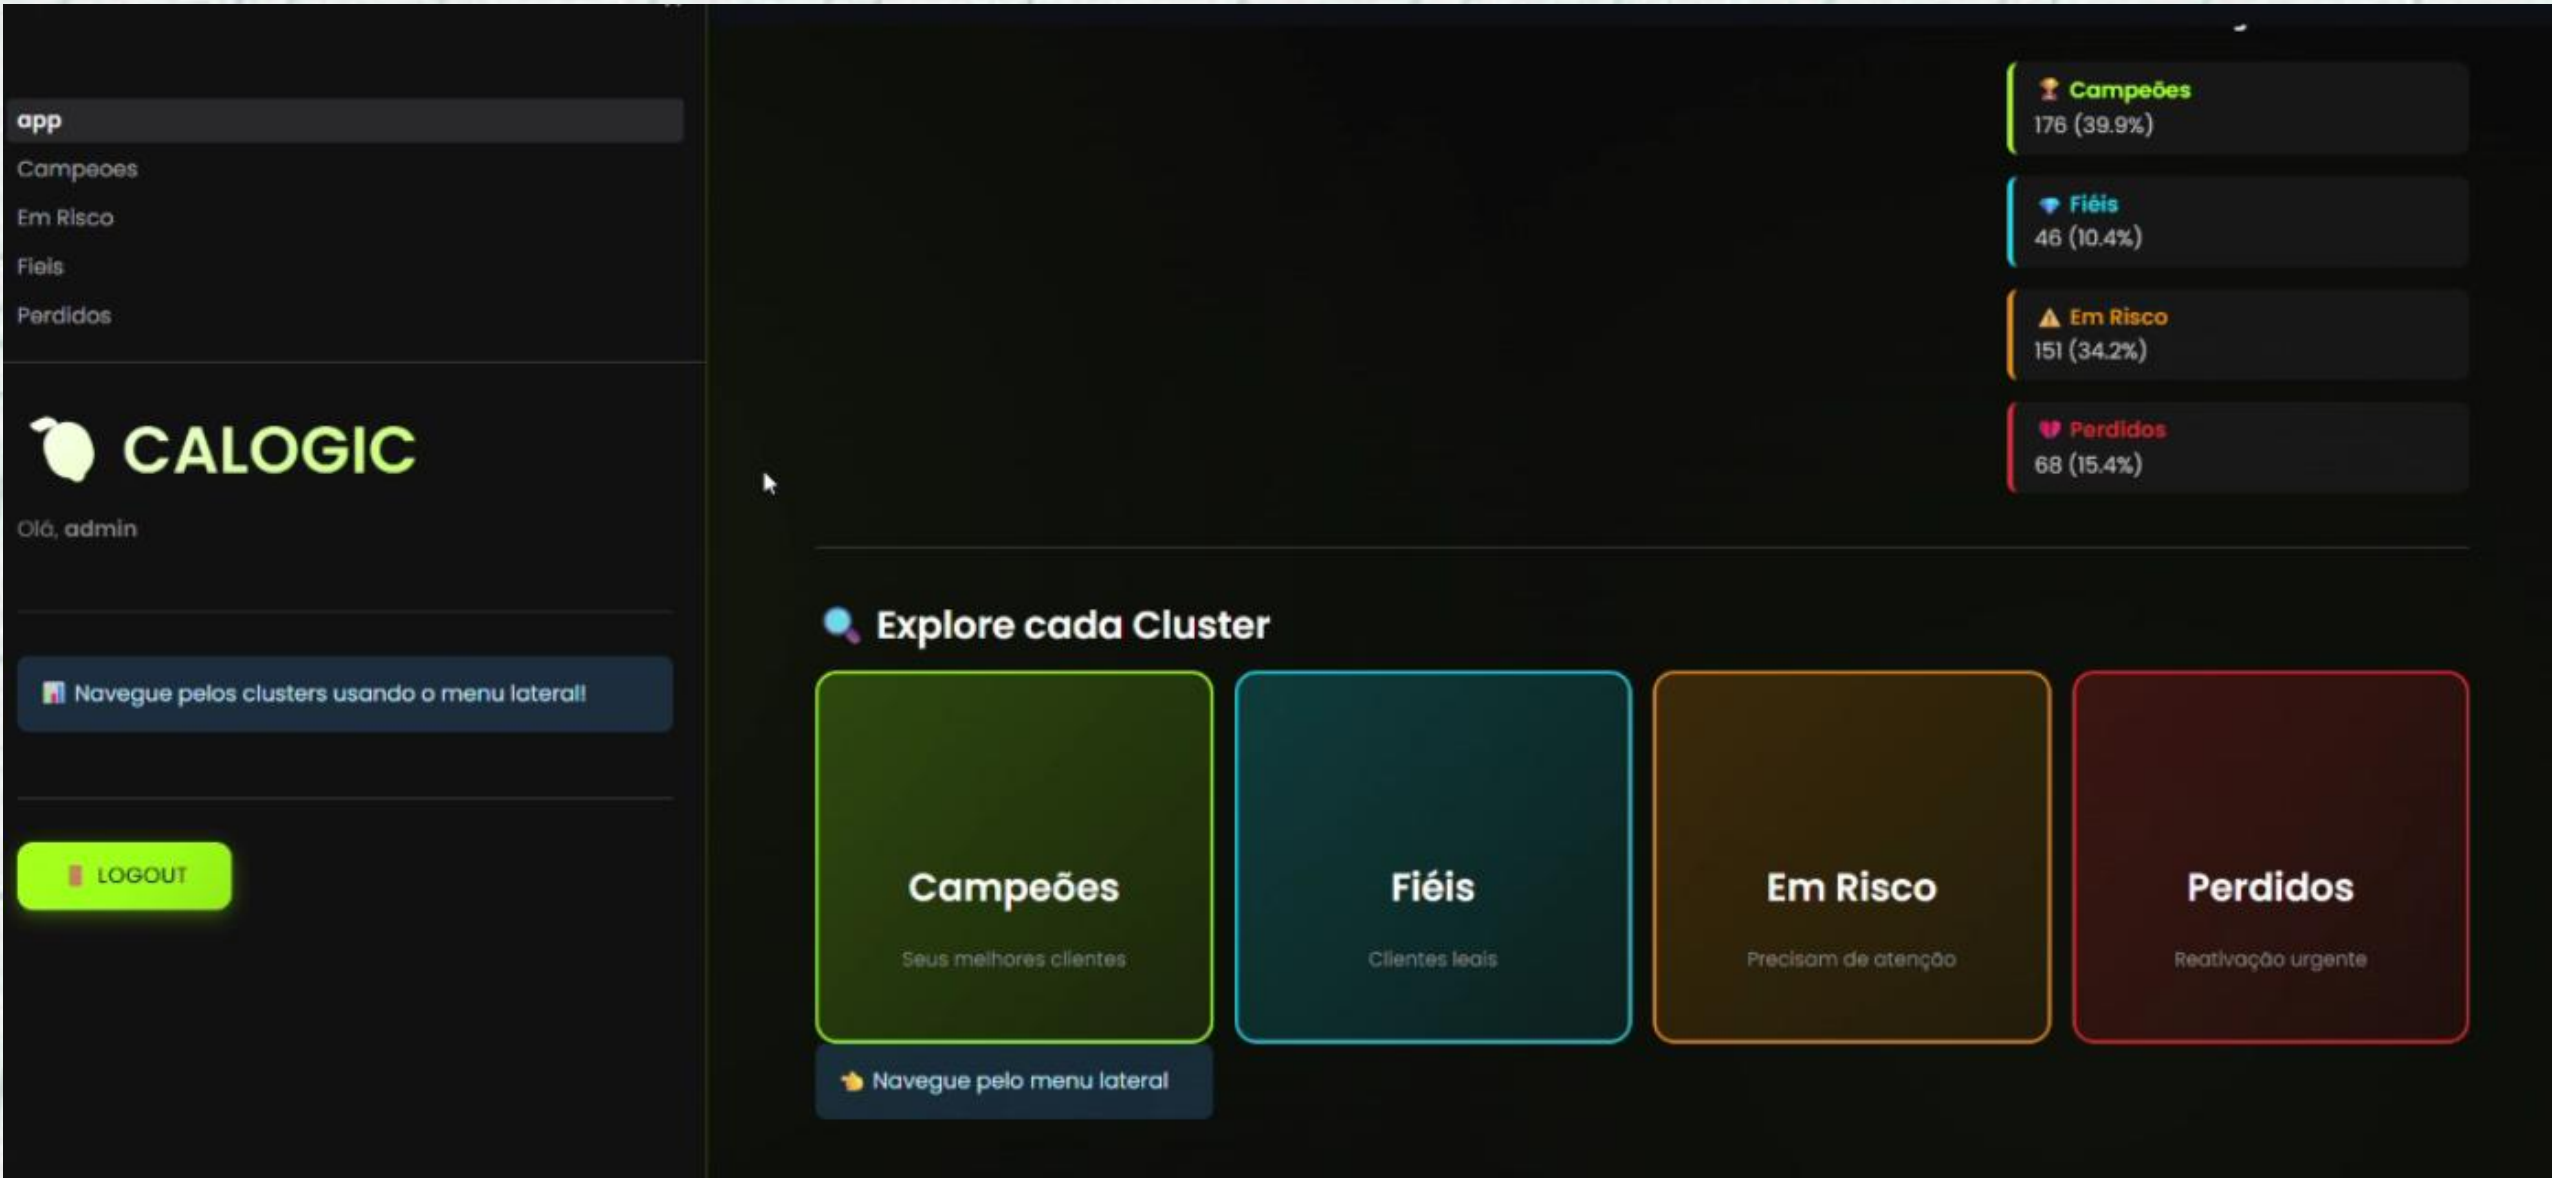 app
Campeoes
Em Risco
Fieis
Perdidos
CALOGIC
Olá, admin
Navegue pelos clusters usando o menu lateral!
LOGOUT
Campeões
176 (39.9%)
Fiéis
46 (10.4%)
Em Risco
151 (34.2%)
Perdidos
68 (15.4%)
Explore cada Cluster
Campeões
Seus melhores clientes
Fiéis
Clientes leais
Em Risco
Precisam de atenção
Perdidos
Reativação urgente
Navegue pelo menu lateral